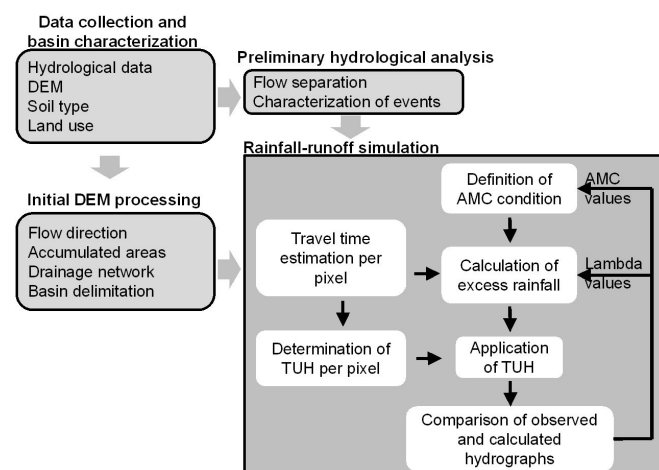 Data collection and
basin characterization
Hydrological data
DEM
Soil type
Land use
Preliminary hydrological analysis
Flow separation
Characterization of events
Initial DEM processing
Flow direction
Accumulated areas
Drainage network
Basin delimitation
Rainfall-runoff simulation
Definition of
AMC condition
AMC
values
Travel time
estimation per
pixel
Calculation of
excess rainfall
Lambda
values
Determination of
TUH per pixel
Application
of TUH
Comparison of observed
and calculated
hydrographs